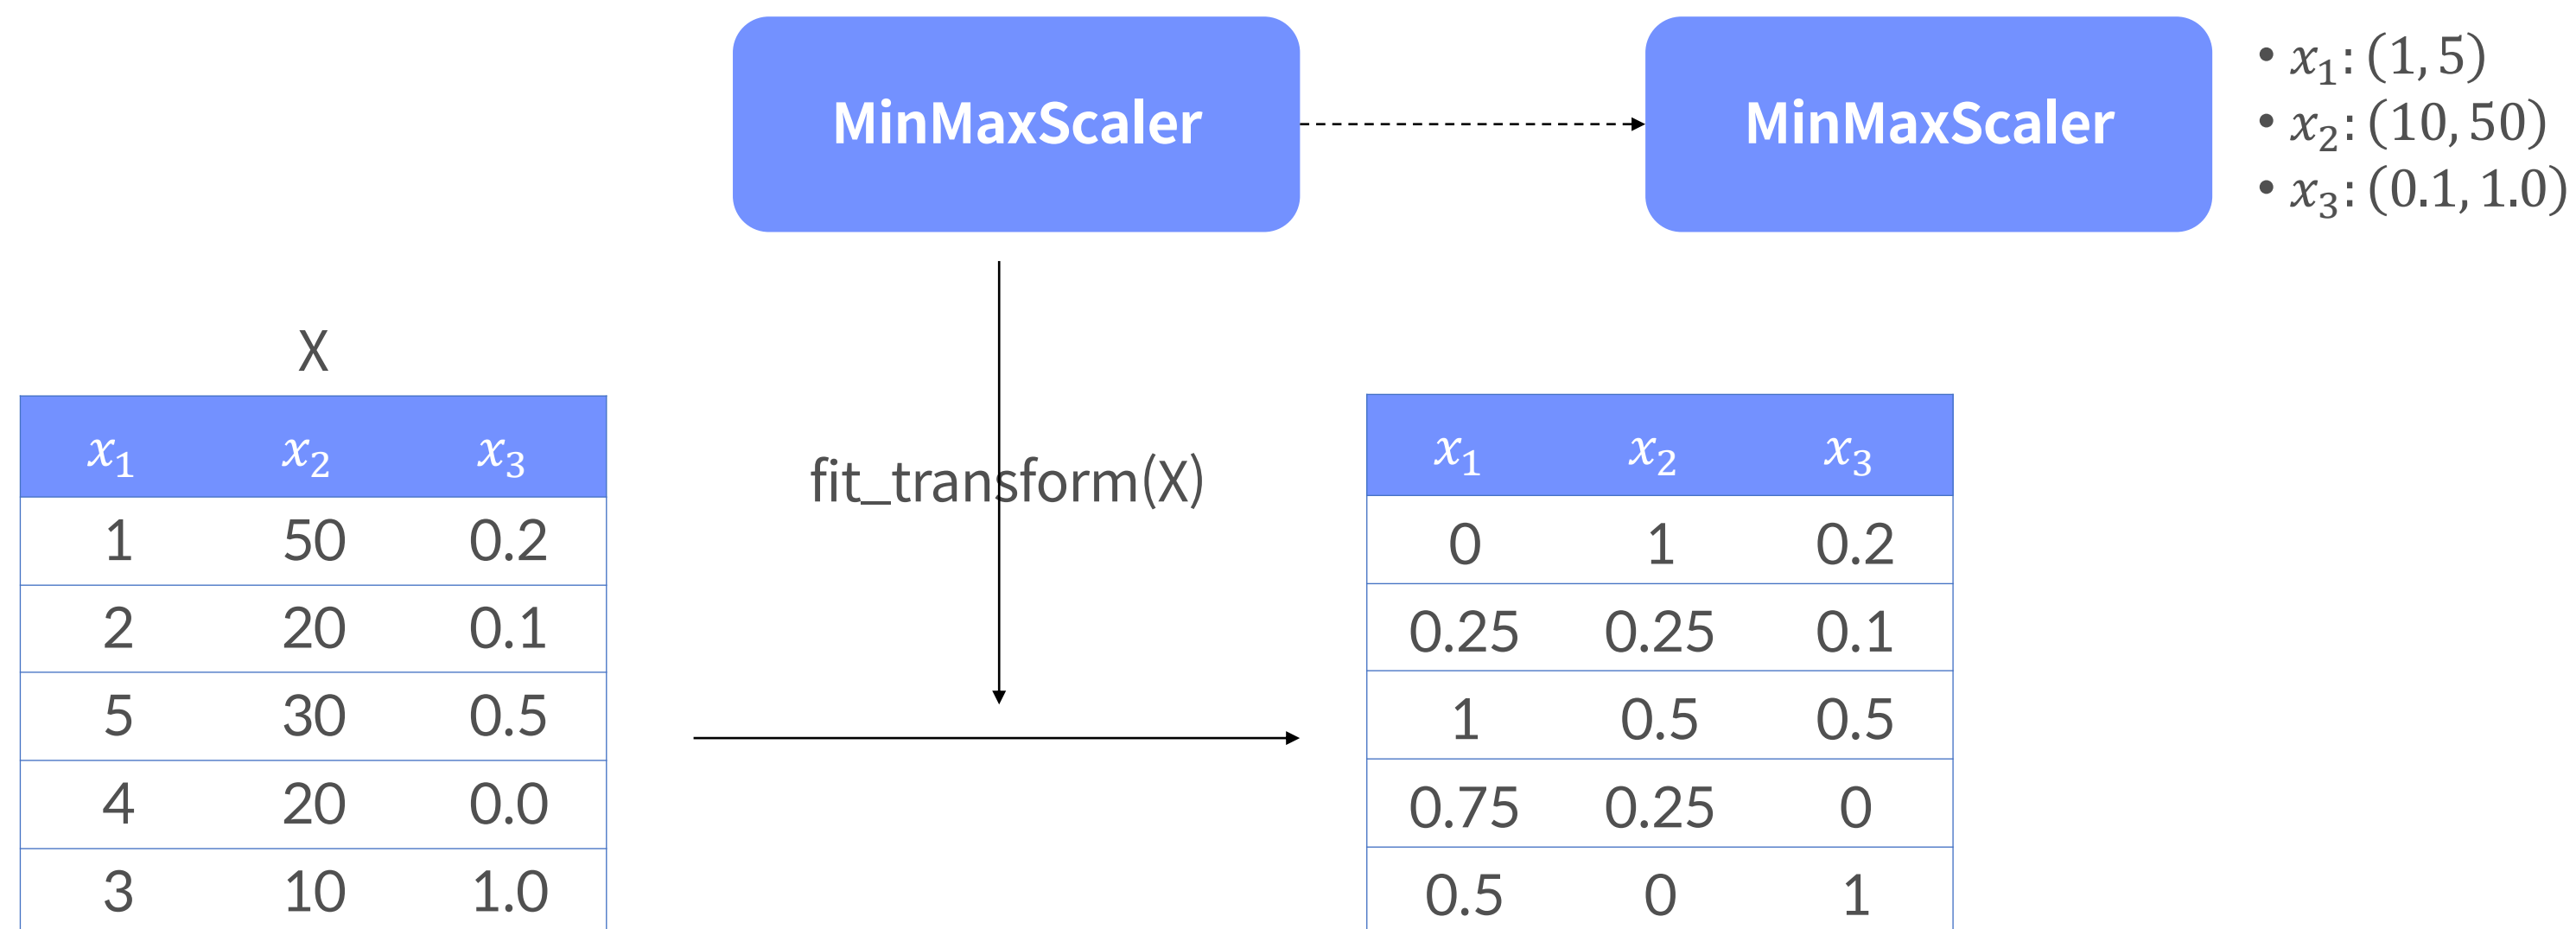 MinMaxScaler
MinMaxScaler
• x₁: (1, 5)
• x₂: (10, 50)
• x₃: (0.1, 1.0)
X
x₁ x₂ x₃
1 50 0.2
2 20 0.1
5 30 0.5
4 20 0.0
3 10 1.0
fit_transform(X)
x₁ x₂ x₃
0 1 0.2
0.25 0.25 0.1
1 0.5 0.5
0.75 0.25 0
0.5 0 1